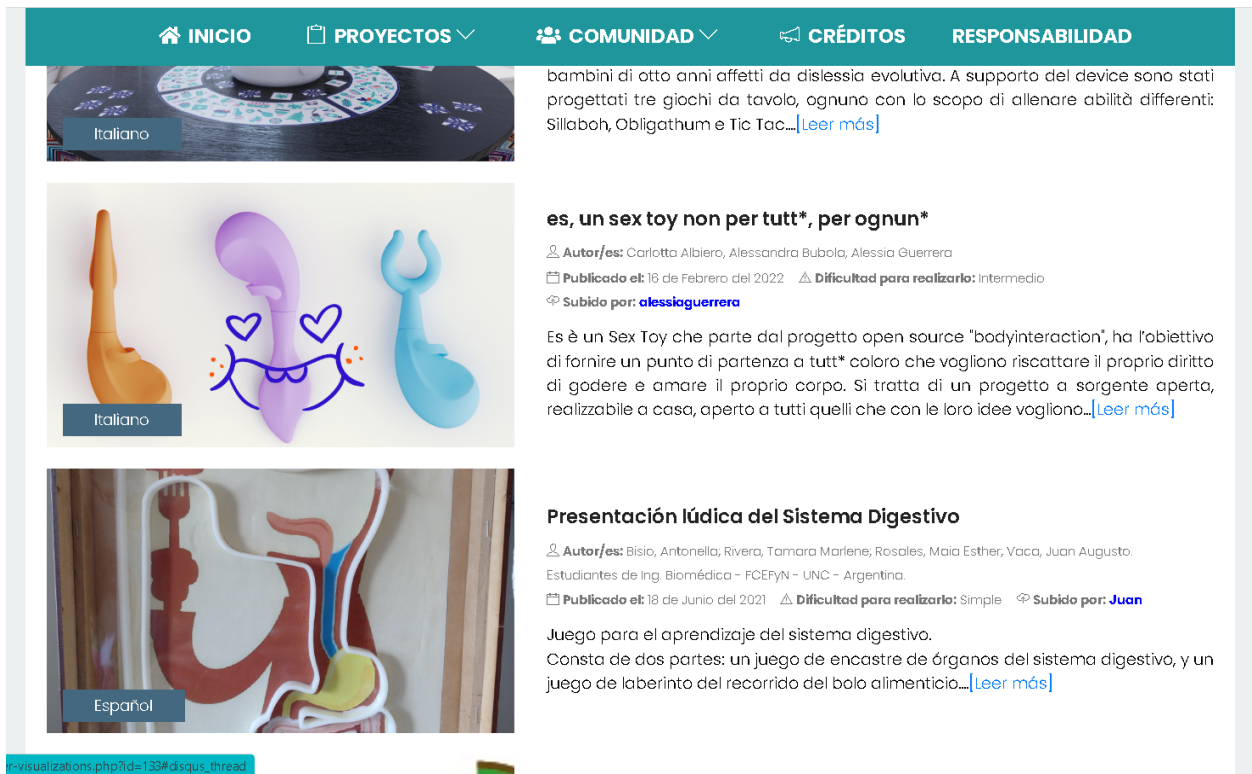 INICIO PROYECTOS COMUNIDAD CRÉDITOS RESPONSABILIDAD
bambini di otto anni affetti da dislessia evolutiva. A supporto del device sono stati
progettati tre giochi da tavolo, ognuno con lo scopo di allenare abilità differenti:
Sillaboh, Obligathum e Tic Tac....[Leer más]
Italiano
es, un sex toy non per tutt*, per ognun*
Autor/es: Carlotta Albiero, Alessandra Bubola, Alessia Guerrera
Publicado el: 16 de Febrero del 2022 Dificultad para realizarlo: Intermedio
Subido por: alessiaguerrera
Es è un Sex Toy che parte dal progetto open source "bodyinteraction", ha l'obiettivo
di fornire un punto di partenza a tutt* coloro che vogliono riscattare il proprio diritto
di godere e amare il proprio corpo. Si tratta di un progetto a sorgente aperta,
realizzabile a casa, aperto a tutti quelli che con le loro idee vogliono...[Leer más]
Italiano
Presentación lúdica del Sistema Digestivo
Autor/es: Bisio, Antonella; Rivera, Tamara Marlene; Rosales, Maia Esther; Vaca, Juan Augusto.
Estudiantes de Ing. Biomédica - FCEFyN - UNC - Argentina.
Publicado el: 18 de Junio del 2021 Dificultad para realizarlo: Simple Subido por: Juan
Juego para el aprendizaje del sistema digestivo.
Consta de dos partes: un juego de encastre de órganos del sistema digestivo, y un
juego de laberinto del recorrido del bolo alimenticio....[Leer más]
Español
er-visualizations.php?id=133#disqus_thread